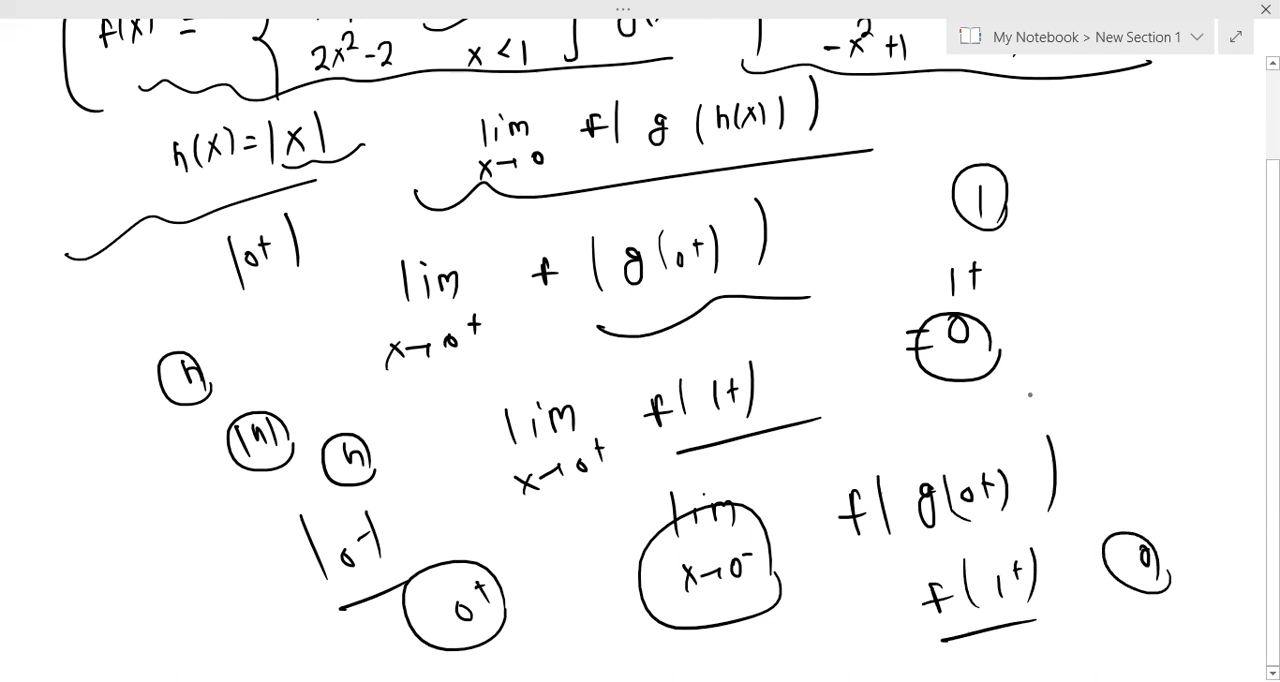 f(x) =
2x²-2 x < 1
-x²+1
My Notebook > New Section 1
h(x) = |x|
lim x→0 f( g (h(x)) )
|0+|
lim x→0+ f ( g(0+) )
1
1+
= 0
h
|h|
h
lim x→0+ f( 1+)
|0-|
0+
lim x→0- f( g(0+) )
f( 1+)
0